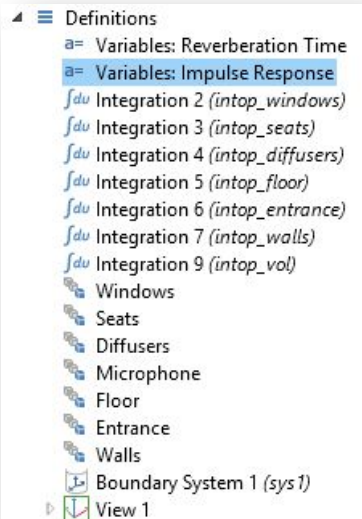 Definitions
a= Variables: Reverberation Time
a= Variables: Impulse Response
∫du Integration 2 (intop_windows)
∫du Integration 3 (intop_seats)
∫du Integration 4 (intop_diffusers)
∫du Integration 5 (intop_floor)
∫du Integration 6 (intop_entrance)
∫du Integration 7 (intop_walls)
∫du Integration 9 (intop_vol)
Windows
Seats
Diffusers
Microphone
Floor
Entrance
Walls
Boundary System 1 (sys1)
View 1